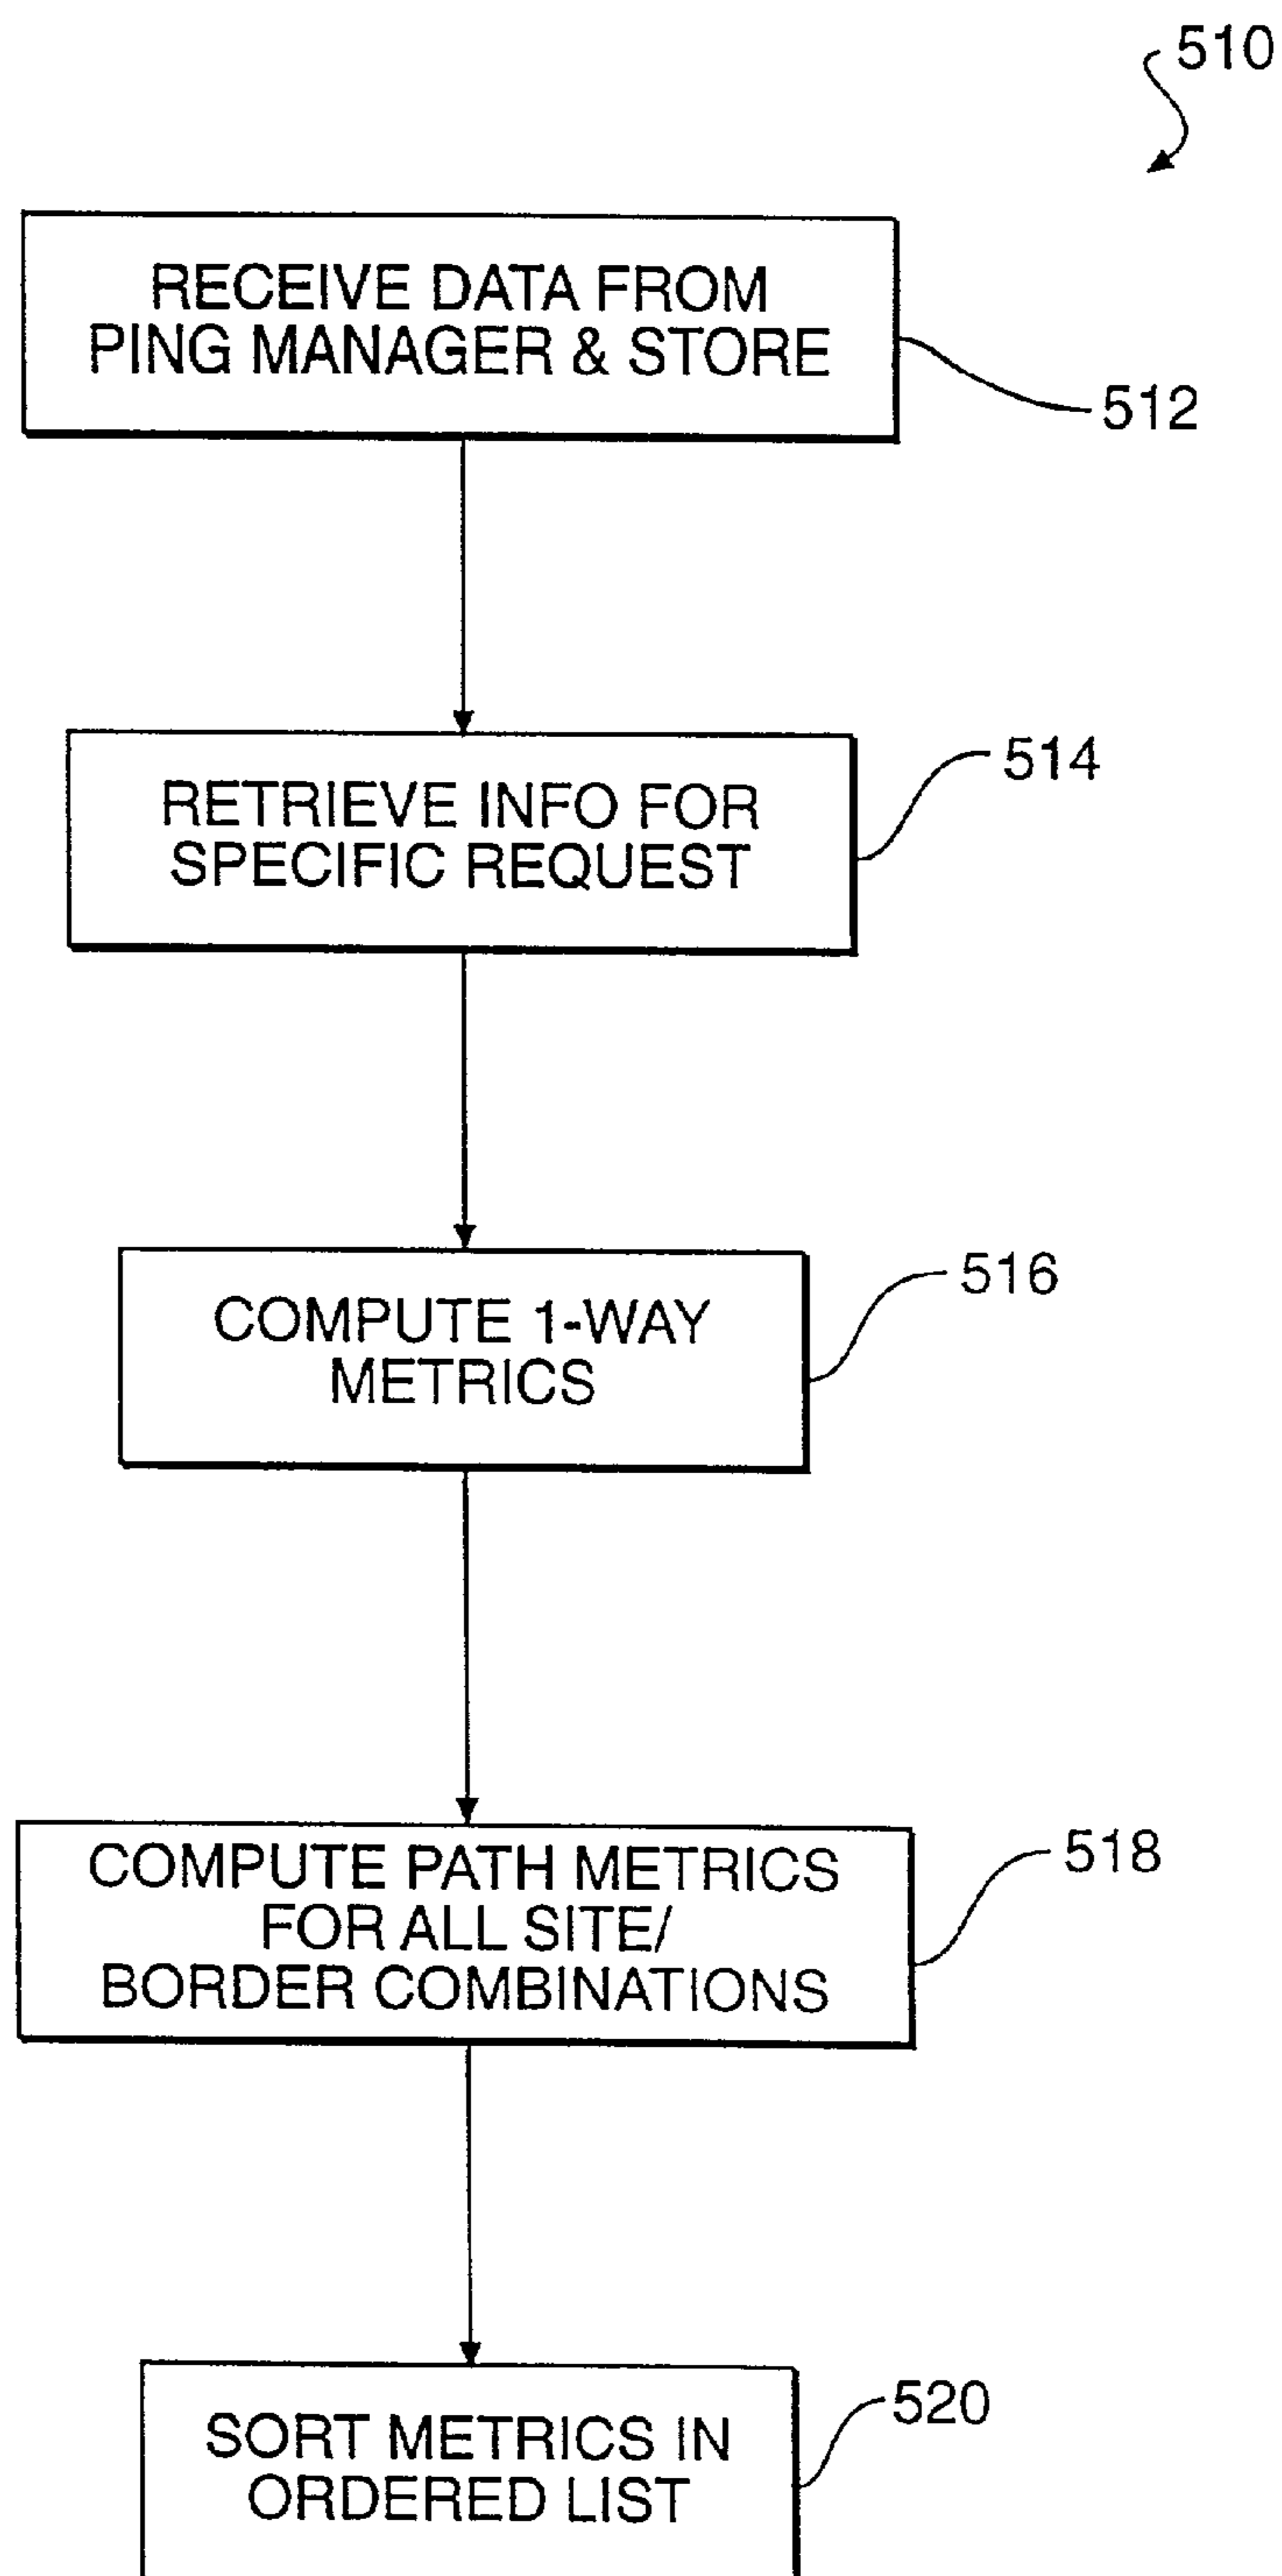 510
RECEIVE DATA FROM
PING MANAGER & STORE
512
RETRIEVE INFO FOR
SPECIFIC REQUEST
514
COMPUTE 1-WAY
METRICS
516
COMPUTE PATH METRICS
FOR ALL SITE/
BORDER COMBINATIONS
518
SORT METRICS IN
ORDERED LIST
520